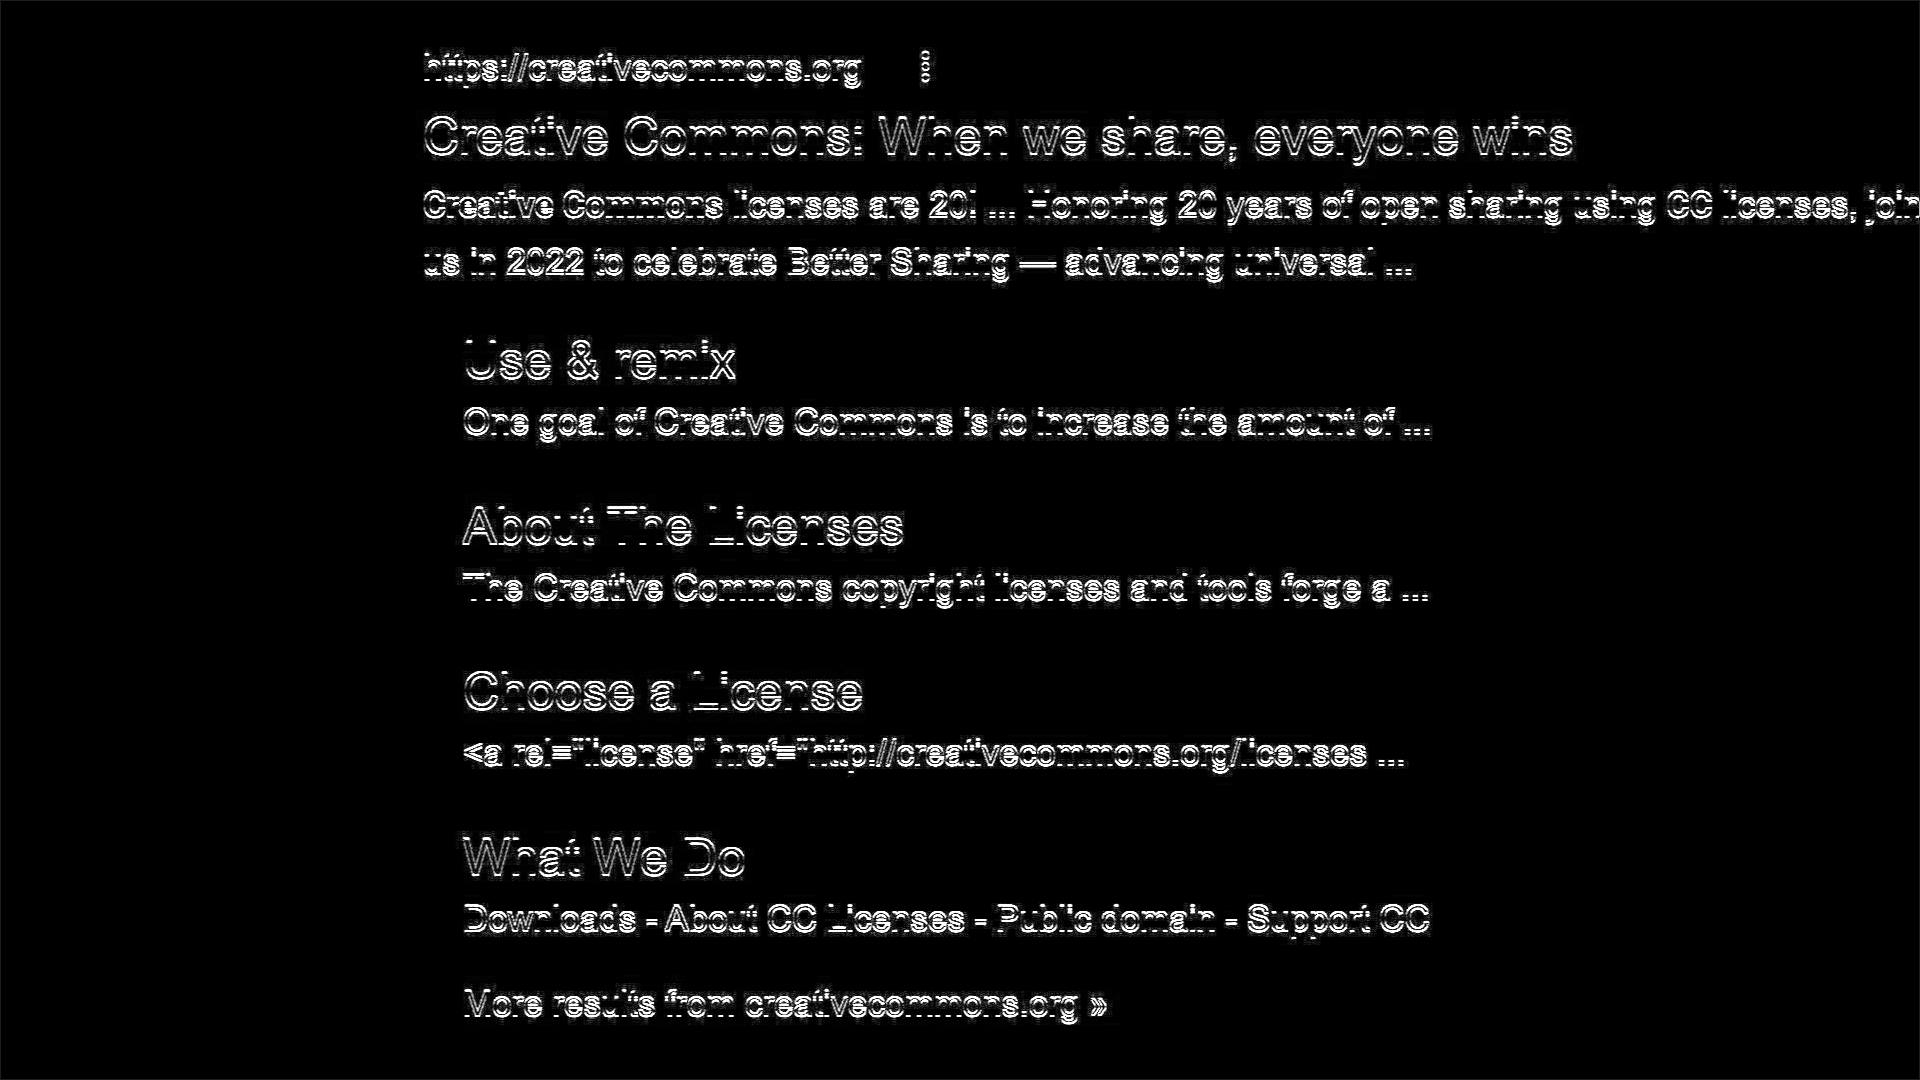 https://creativecommons.org
Creative Commons: When we share, everyone wins
Creative Commons licenses are 20! ... Honoring 20 years of open sharing using CC licenses, join
us in 2022 to celebrate Better Sharing — advancing universal ...
Use & remix
One goal of Creative Commons is to increase the amount of ...
About The Licenses
The Creative Commons copyright licenses and tools forge a ...
Choose a License
<a rel="license" href="http://creativecommons.org/licenses ...
What We Do
Downloads - About CC Licenses - Public domain - Support CC
More results from creativecommons.org »